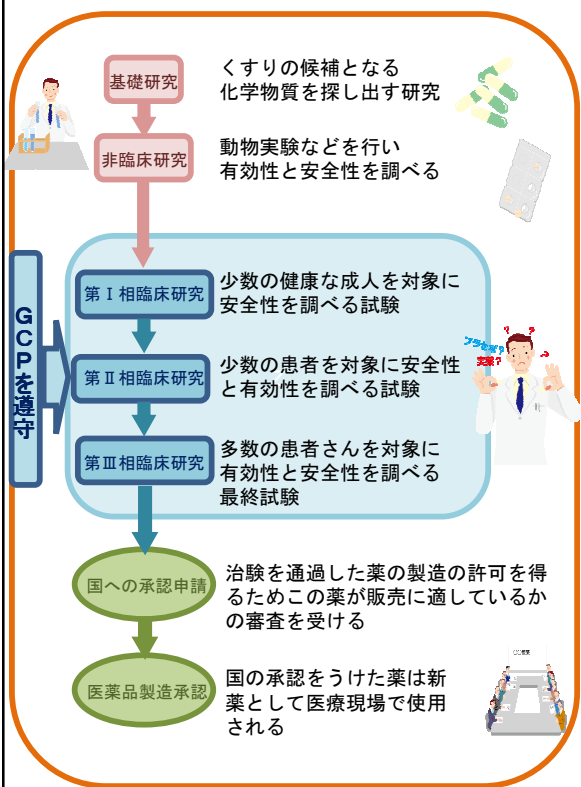 基礎研究
くすりの候補となる
化学物質を探し出す研究
非臨床研究
動物実験などを行い
有効性と安全性を調べる
GCPを遵守
第Ⅰ相臨床研究
少数の健康な成人を対象に
安全性を調べる試験
第Ⅱ相臨床研究
少数の患者を対象に安全性
と有効性を調べる試験
プラセボ?
実薬?
? ?
?
第Ⅲ相臨床研究
多数の患者さんを対象に
有効性と安全性を調べる
最終試験
国への承認申請
治験を通過した薬の製造の許可を得
るためこの薬が販売に適しているか
の審査を受ける
医薬品製造承認
国の承認をうけた薬は新
薬として医療現場で使用
される